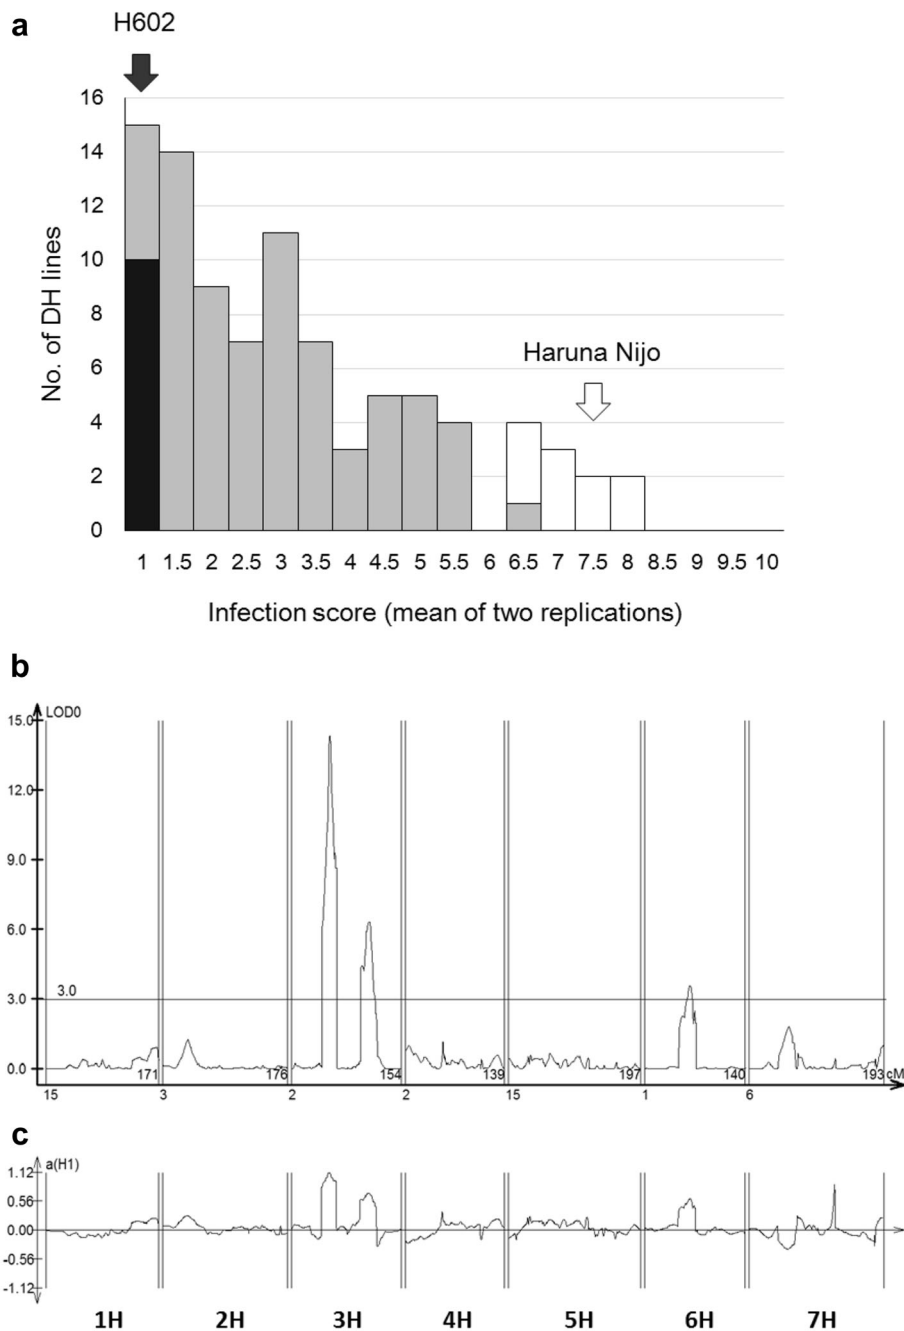 a
H602
16
14
12
10
8
6
4
2
0
No. of DH lines
Haruna Nijo
1 1.5 2 2.5 3 3.5 4 4.5 5 5.5 6 6.5 7 7.5 8 8.5 9 9.5 10
Infection score (mean of two replications)
b
LOD0
15.0
12.0
9.0
6.0
3.0
3.0
0.0
171 176 154 139 197 140 193 cM
15 3 2 2 15 1 6
c
a(H1)
1.12
0.56
0.00
-0.56
-1.12
1H 2H 3H 4H 5H 6H 7H